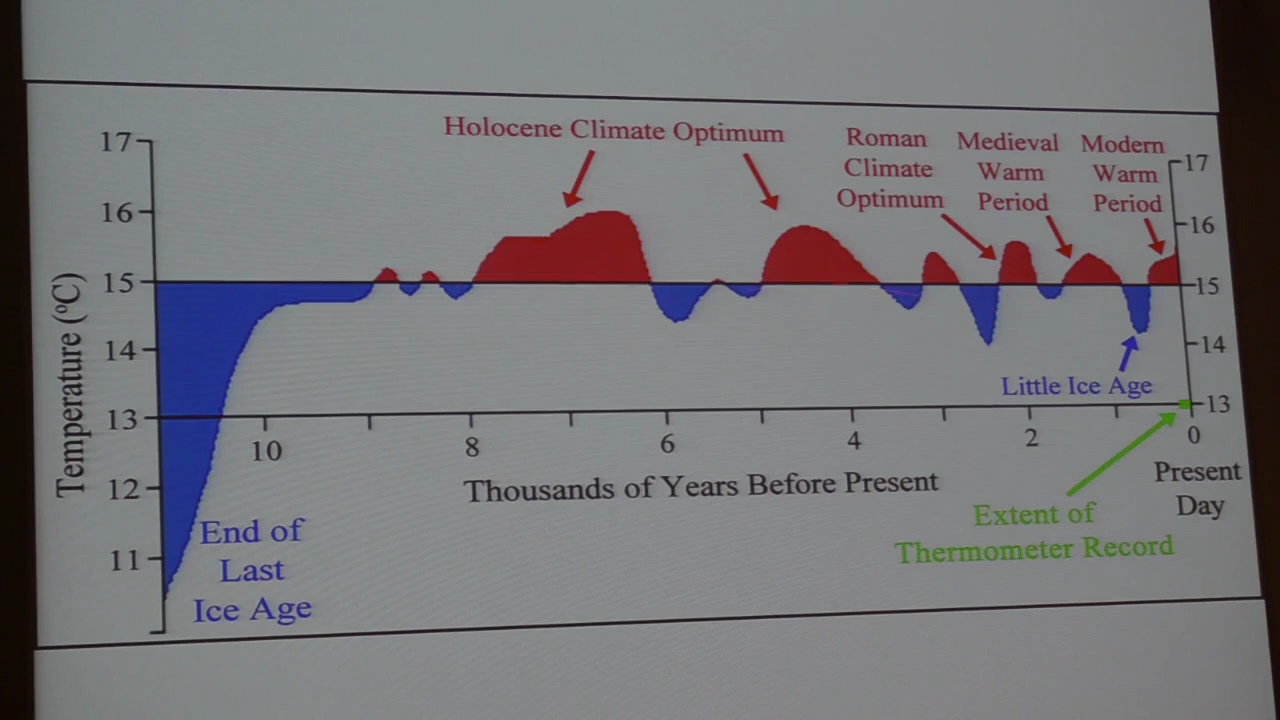 Holocene Climate Optimum
Roman
Climate
Optimum
Medieval
Warm
Period
Modern
Warm
Period
17
16
15
14
13
12
11
Temperature (ºC)
17
16
15
14
13
10
8
6
4
2
0
Thousands of Years Before Present
Present
Day
Little Ice Age
End of
Last
Ice Age
Extent of
Thermometer Record